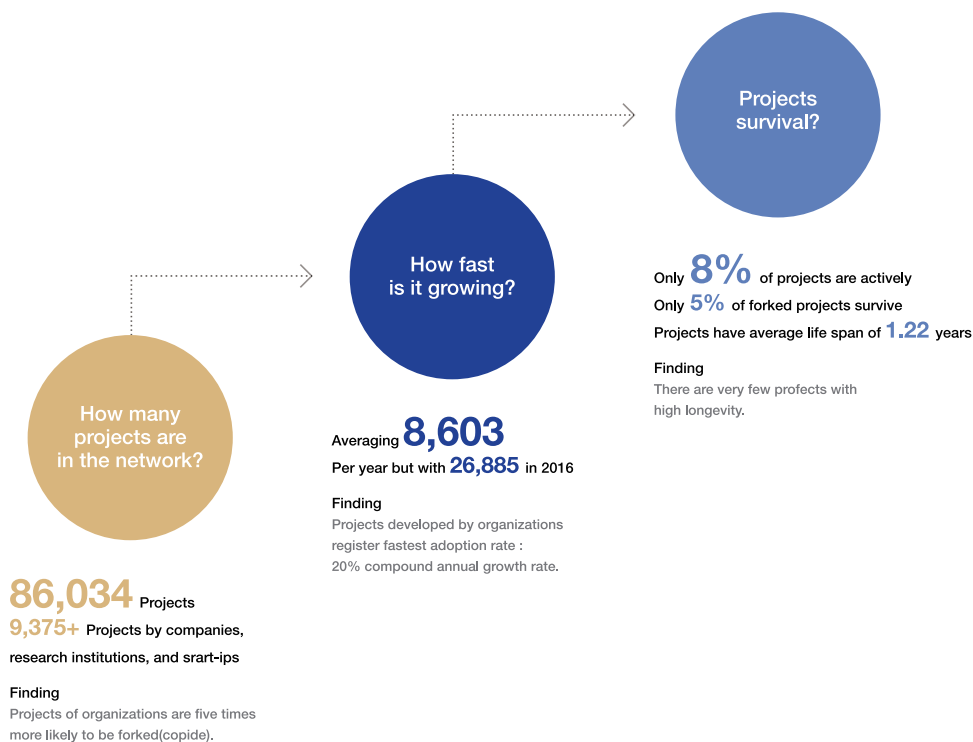 How many
projects are
in the network?
86,034 Projects
9,375+ Projects by companies,
research institutions, and srart-ips
Finding
Projects of organizations are five times
more likely to be forked(copide).
How fast
is it growing?
Averaging 8,603
Per year but with 26,885 in 2016
Finding
Projects developed by organizations
register fastest adoption rate :
20% compound annual growth rate.
Projects
survival?
Only 8% of projects are actively
Only 5% of forked projects survive
Projects have average life span of 1.22 years
Finding
There are very few profects with
high longevity.